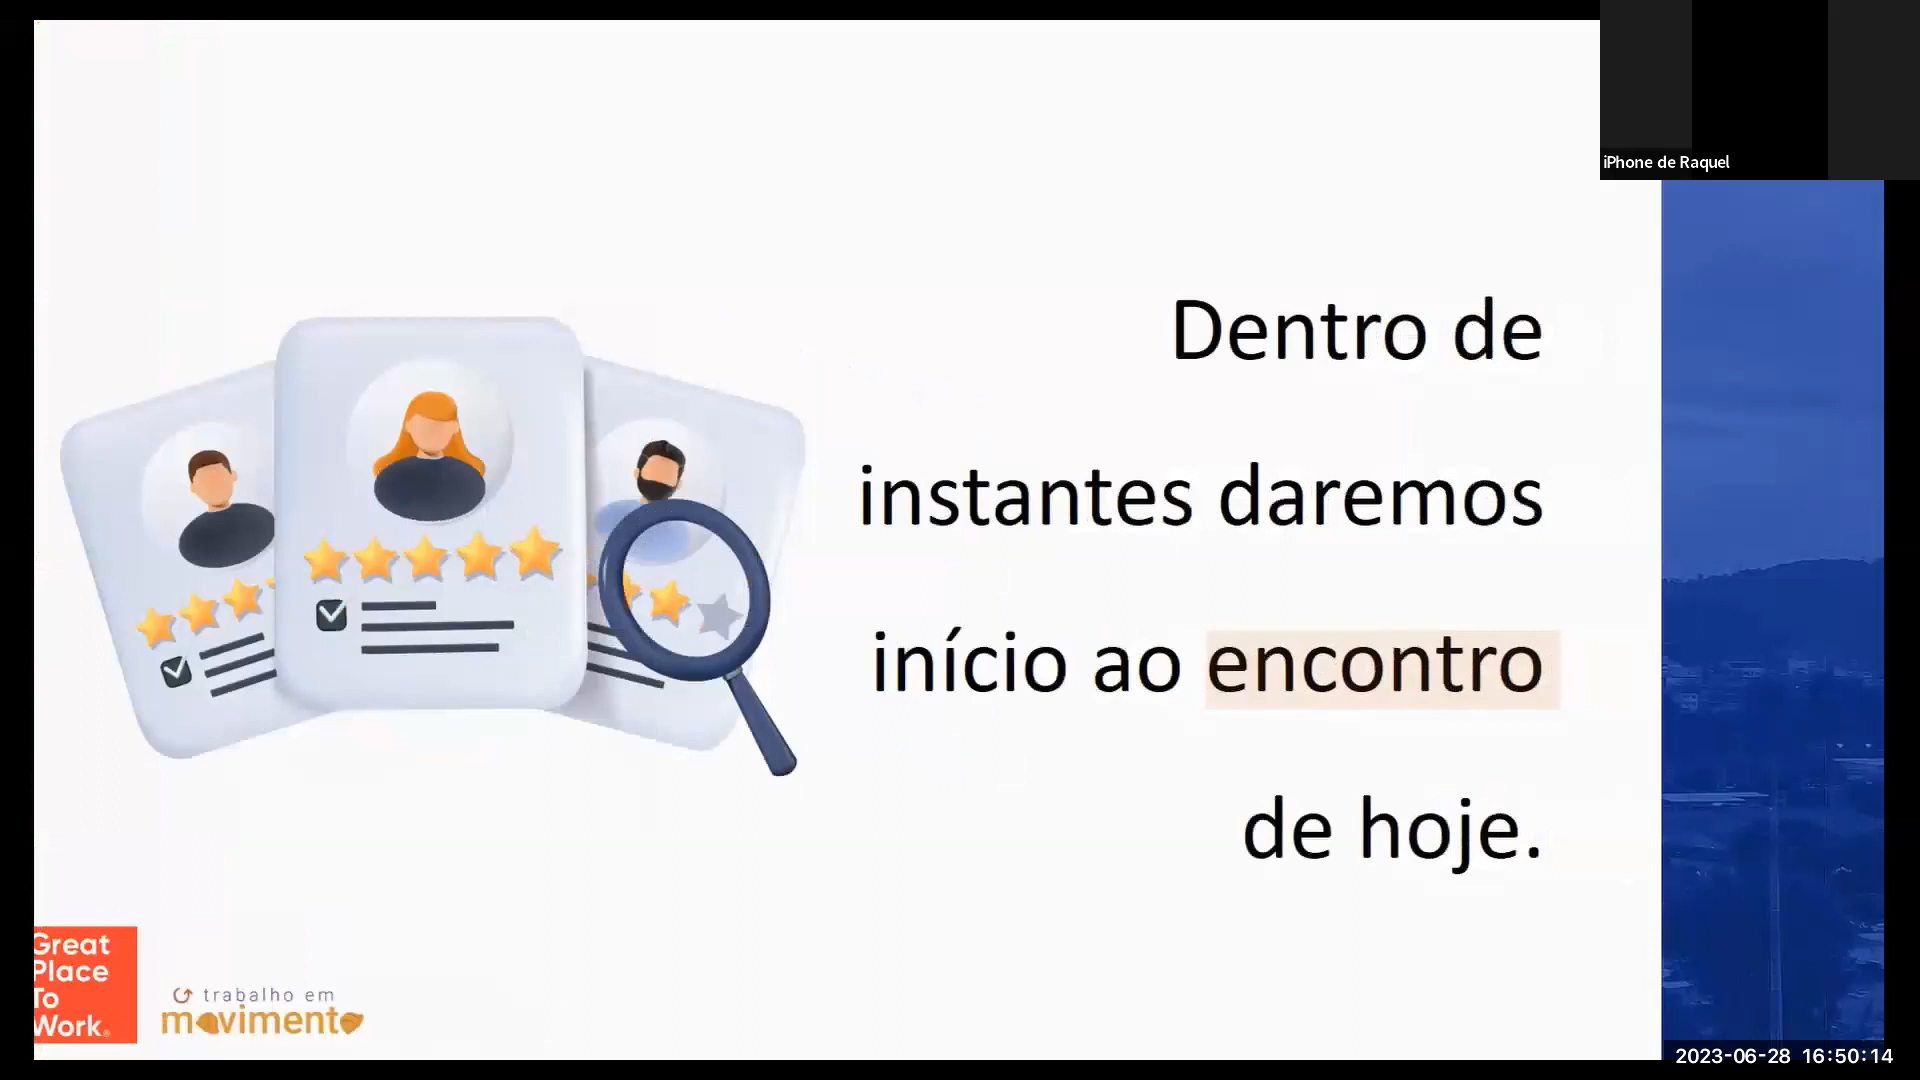 iPhone de Raquel
Dentro de
instantes daremos
início ao encontro
de hoje.
Great
Place
To
Work.
trabalho em
movimento
2023-06-28 16:50:14